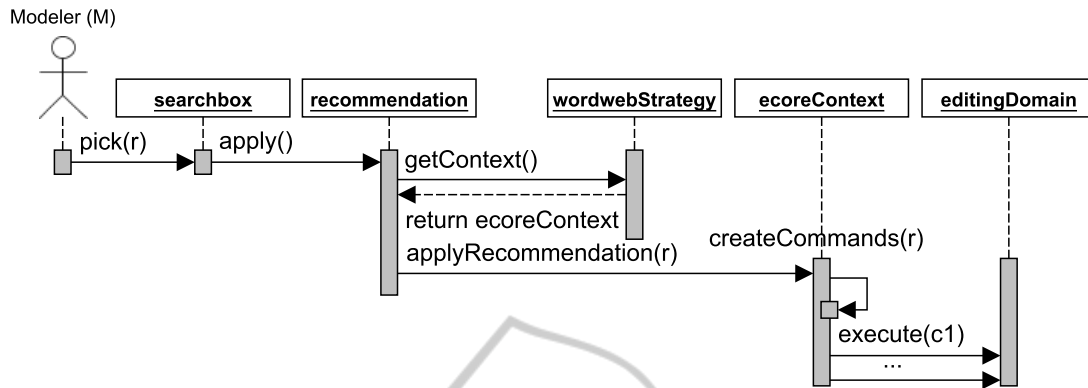 Modeler (M)
searchbox
recommendation
wordwebStrategy
ecoreContext
editingDomain
pick(r)
apply()
getContext()
return ecoreContext
createCommands(r)
applyRecommendation(r)
execute(c1)
...